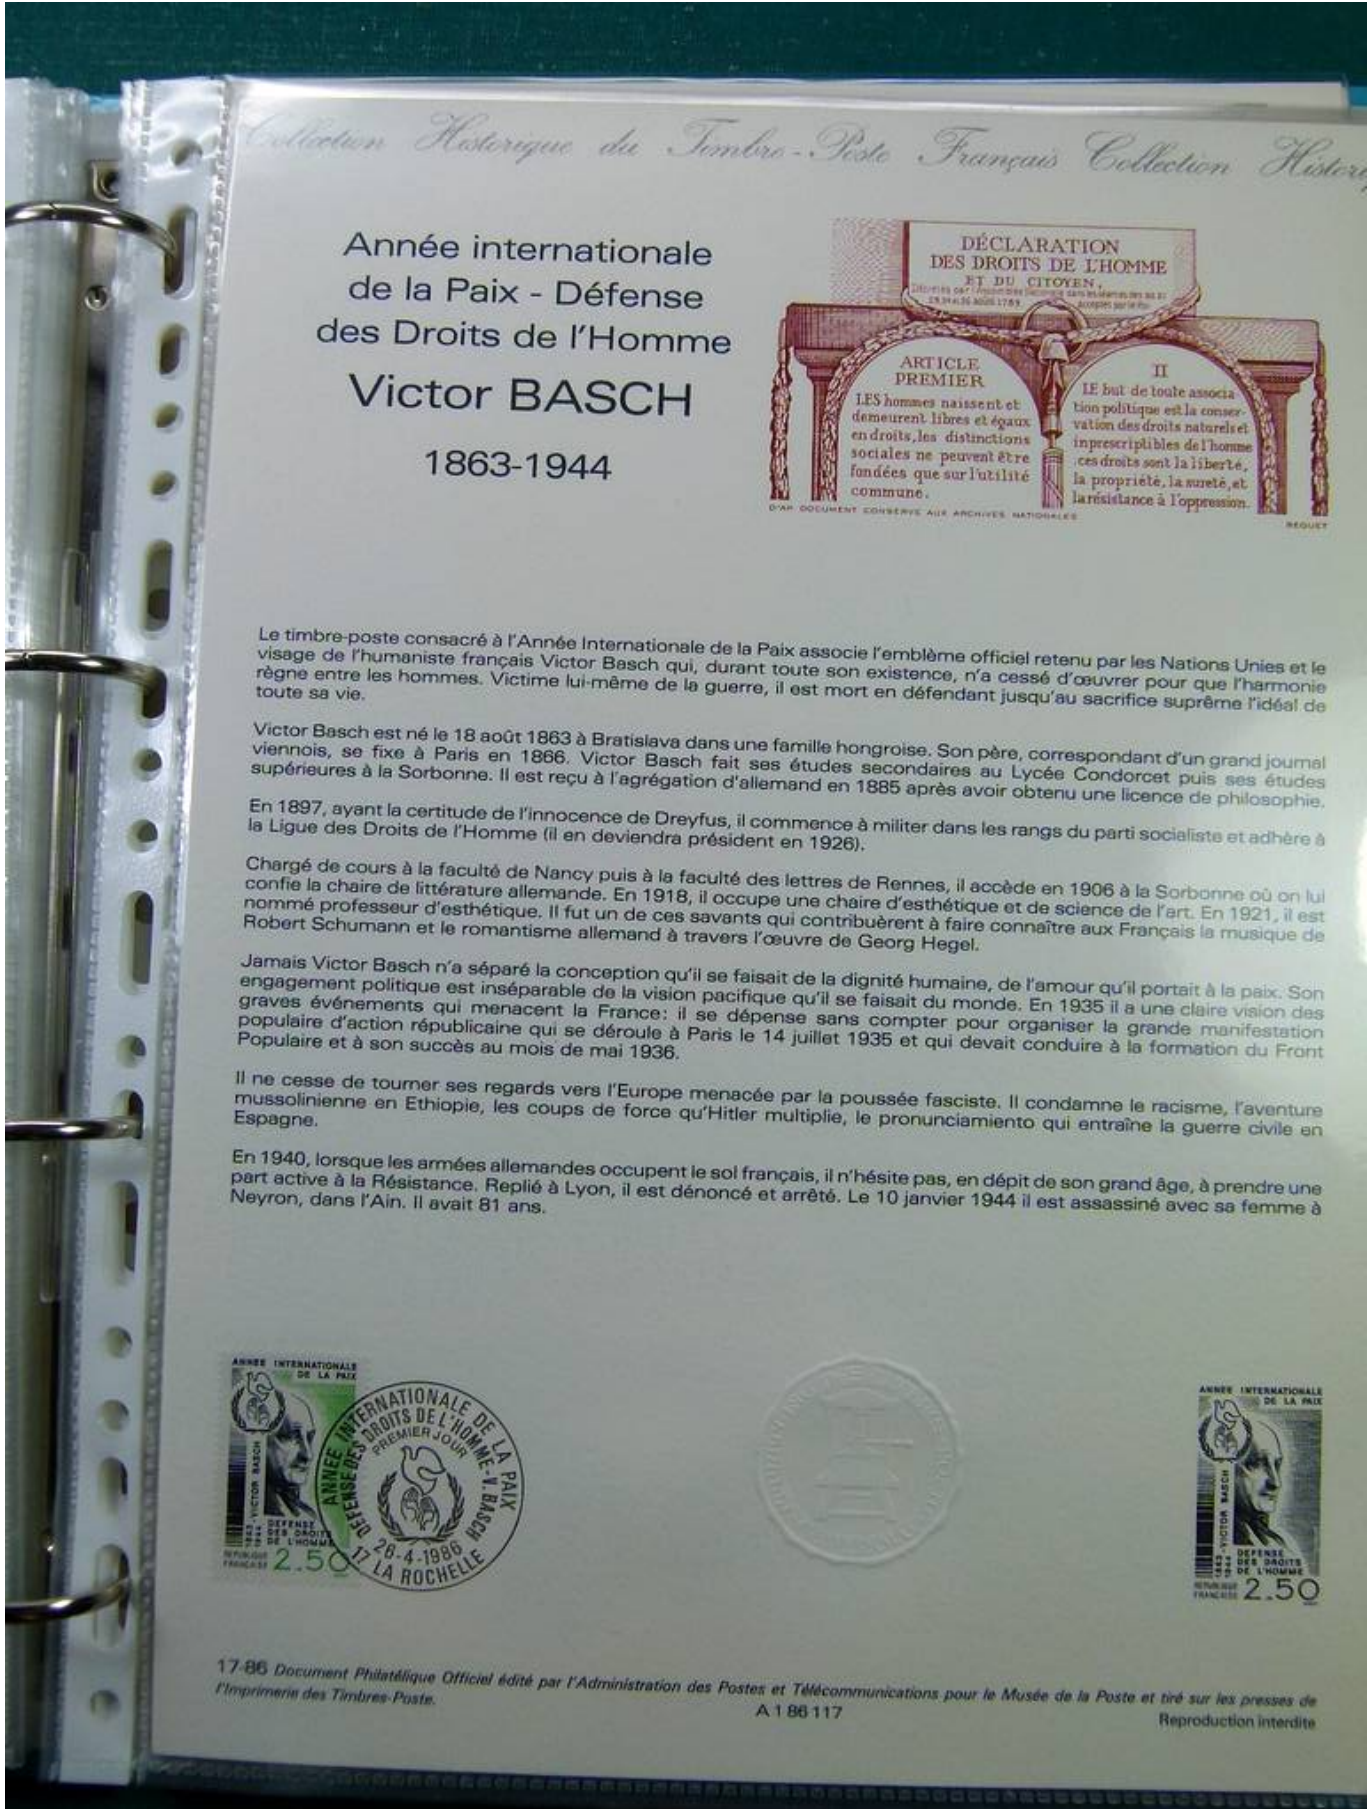 Collection Historique du Timbre-Poste Français Collection Histori
Année internationale
de la Paix - Défense
des Droits de l'Homme
Victor BASCH
1863-1944
DÉCLARATION
DES DROITS DE L'HOMME
ET DU CITOYEN,
ARTICLE
PREMIER
LES hommes naissent et
demeurent libres et égaux
en droits, les distinctions
sociales ne peuvent être
fondées que sur l'utilité
commune.
II
LE but de toute associa-
tion politique est la conser-
vation des droits naturels et
inprescriptibles de l'homme
ces droits sont la liberté,
la propriété, la sureté, et
la résistance à l'oppression.
D'AP. DOCUMENT CONSERVÉ AUX ARCHIVES NATIONALES
BEQUET
Le timbre-poste consacré à l'Année Internationale de la Paix associe l'emblème officiel retenu par les Nations Unies et le
visage de l'humaniste français Victor Basch qui, durant toute son existence, n'a cessé d'œuvrer pour que l'harmonie
règne entre les hommes. Victime lui-même de la guerre, il est mort en défendant jusqu'au sacrifice suprême l'idéal de
toute sa vie.
Victor Basch est né le 18 août 1863 à Bratislava dans une famille hongroise. Son père, correspondant d'un grand journal
viennois, se fixe à Paris en 1866. Victor Basch fait ses études secondaires au Lycée Condorcet puis ses études
supérieures à la Sorbonne. Il est reçu à l'agrégation d'allemand en 1885 après avoir obtenu une licence de philosophie.
En 1897, ayant la certitude de l'innocence de Dreyfus, il commence à militer dans les rangs du parti socialiste et adhère à
la Ligue des Droits de l'Homme (il en deviendra président en 1926).
Chargé de cours à la faculté de Nancy puis à la faculté des lettres de Rennes, il accède en 1906 à la Sorbonne où on lui
confie la chaire de littérature allemande. En 1918, il occupe une chaire d'esthétique et de science de l'art. En 1921, il est
nommé professeur d'esthétique. Il fut un de ces savants qui contribuèrent à faire connaître aux Français la musique de
Robert Schumann et le romantisme allemand à travers l'œuvre de Georg Hegel.
Jamais Victor Basch n'a séparé la conception qu'il se faisait de la dignité humaine, de l'amour qu'il portait à la paix. Son
engagement politique est inséparable de la vision pacifique qu'il se faisait du monde. En 1935 il a une claire vision des
graves événements qui menacent la France: il se dépense sans compter pour organiser la grande manifestation
populaire d'action républicaine qui se déroule à Paris le 14 juillet 1935 et qui devait conduire à la formation du Front
Populaire et à son succès au mois de mai 1936.
Il ne cesse de tourner ses regards vers l'Europe menacée par la poussée fasciste. Il condamne le racisme, l'aventure
mussolinienne en Ethiopie, les coups de force qu'Hitler multiplie, le pronunciamiento qui entraîne la guerre civile en
Espagne.
En 1940, lorsque les armées allemandes occupent le sol français, il n'hésite pas, en dépit de son grand âge, à prendre une
part active à la Résistance. Replié à Lyon, il est dénoncé et arrêté. Le 10 janvier 1944 il est assassiné avec sa femme à
Neyron, dans l'Ain. Il avait 81 ans.
ANNEE INTERNATIONALE
DE LA PAIX
1863 1944 - VICTOR BASCH
DEFENSE
DES DROITS
DE L'HOMME
REPUBLIQUE
FRANCAISE 2.50
ANNEE INTERNATIONALE DE LA PAIX
DEFENSE DES DROITS DE L'HOMME-V. BASCH
PREMIER JOUR
26-4-1986
17 LA ROCHELLE
ANNEE INTERNATIONALE
DE LA PAIX
1863 1944 - VICTOR BASCH
DEFENSE
DES DROITS
DE L'HOMME
REPUBLIQUE
FRANCAISE 2.50
17-86 Document Philatélique Officiel édité par l'Administration des Postes et Télécommunications pour le Musée de la Poste et tiré sur les presses de
l'Imprimerie des Timbres-Poste.
A 1 86 117
Reproduction interdite